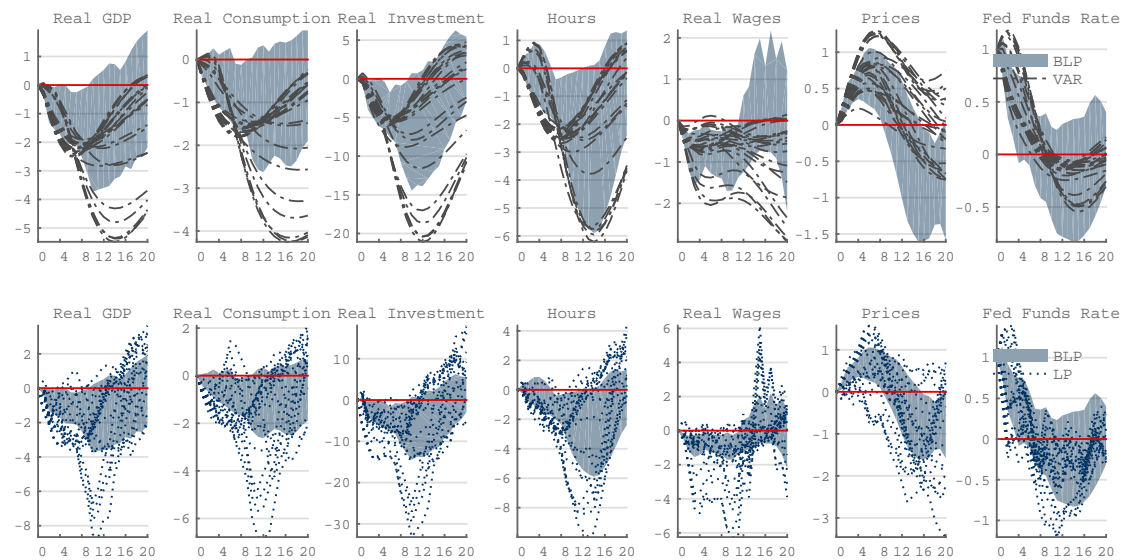 Real GDP Real Consumption Real Investment Hours Real Wages Prices Fed Funds Rate
0 -1 -2 -3 -4 -5
0 -1 -2 -3 -4
5 0 -5 -10 -15 -20
1 0 -1 -2 -3 -4 -5 -6
2 1 0 -1 -2
1 0.5 0 -0.5 -1 -1.5
1 0.5 0 -0.5
BLP
VAR
0 4 8 12 16 20 0 4 8 12 16 20 0 4 8 12 16 20 0 4 8 12 16 20 0 4 8 12 16 20 0 4 8 12 16 20 0 4 8 12 16 20
Real GDP Real Consumption Real Investment Hours Real Wages Prices Fed Funds Rate
2 0 -2 -4 -6 -8
2 0 -2 -4 -6
10 0 -10 -20 -30
4 2 0 -2 -4 -6 -8
6 4 2 0 -2 -4 -6
1 0 -1 -2 -3
1 0.5 0 -0.5 -1
BLP
LP
0 4 8 12 16 20 0 4 8 12 16 20 0 4 8 12 16 20 0 4 8 12 16 20 0 4 8 12 16 20 0 4 8 12 16 20 0 4 8 12 16 20